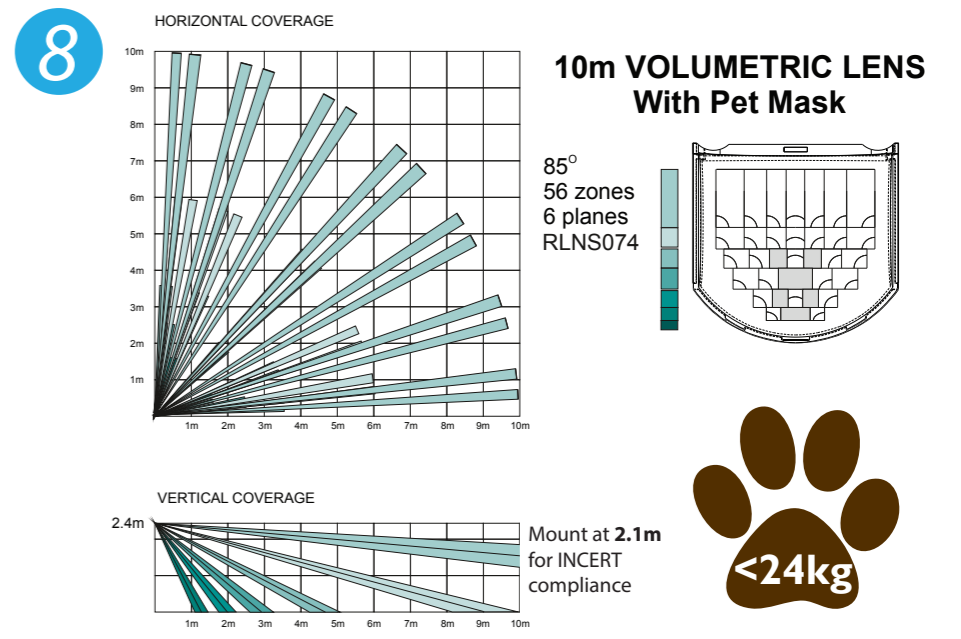 8
HORIZONTAL COVERAGE
10m
9m
8m
7m
6m
5m
4m
3m
2m
1m
1m 2m 3m 4m 5m 6m 7m 8m 9m 10m
10m VOLUMETRIC LENS
With Pet Mask
85°
56 zones
6 planes
RLNS074
VERTICAL COVERAGE
2.4m
1m 2m 3m 4m 5m 6m 7m 8m 9m 10m
Mount at 2.1m
for INCERT
compliance
<24kg